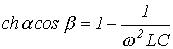 ch α cos β = 1 − 1/(ω²LC)